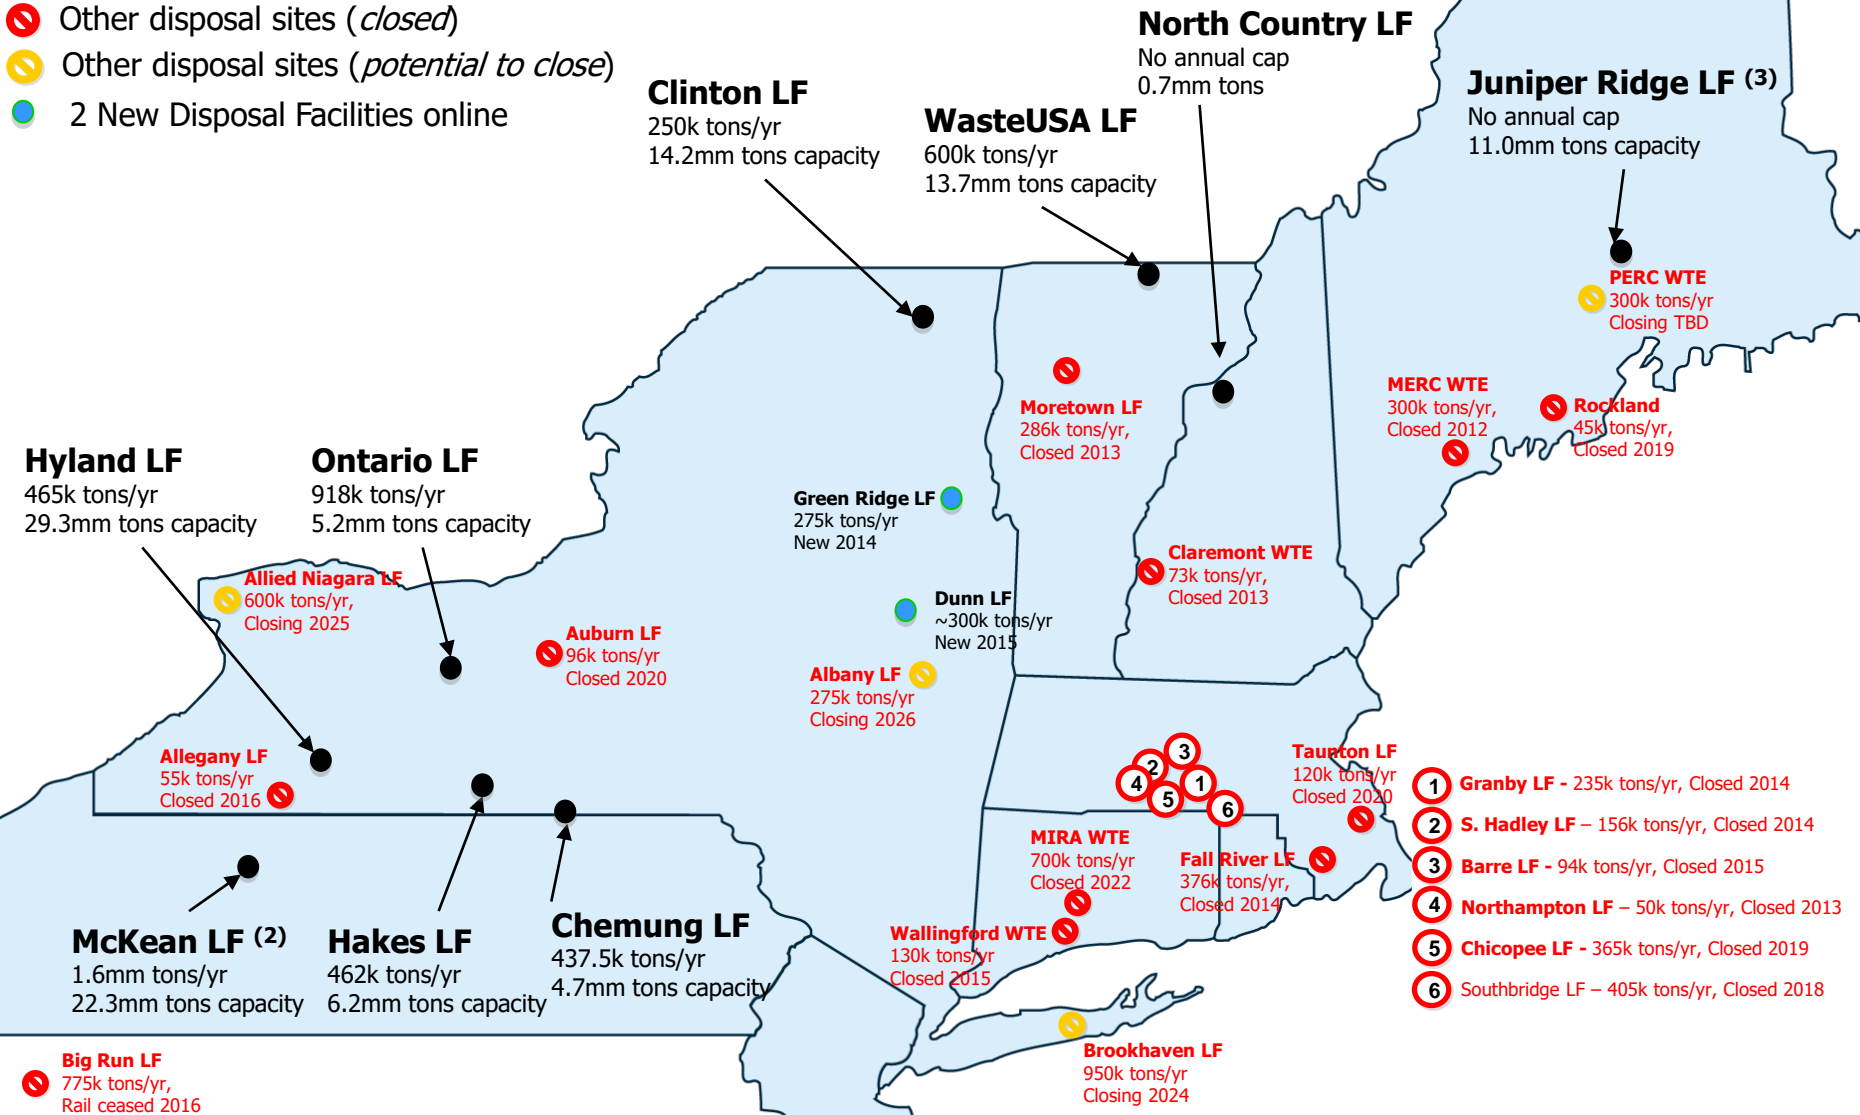 Other disposal sites (closed)
Other disposal sites (potential to close)
2 New Disposal Facilities online
Clinton LF
250k tons/yr
14.2mm tons capacity
WasteUSA LF
600k tons/yr
13.7mm tons capacity
North Country LF
No annual cap
0.7mm tons
Juniper Ridge LF (3)
No annual cap
11.0mm tons capacity
PERC WTE
300k tons/yr
Closing TBD
MERC WTE
300k tons/yr,
Closed 2012
Rockland
45k tons/yr,
Closed 2019
Moretown LF
286k tons/yr,
Closed 2013
Hyland LF
465k tons/yr
29.3mm tons capacity
Ontario LF
918k tons/yr
5.2mm tons capacity
Green Ridge LF
275k tons/yr
New 2014
Claremont WTE
73k tons/yr,
Closed 2013
Allied Niagara LF
600k tons/yr,
Closing 2025
Dunn LF
~300k tons/yr
New 2015
Auburn LF
96k tons/yr
Closed 2020
Albany LF
275k tons/yr
Closing 2026
Allegany LF
55k tons/yr
Closed 2016
3
2
4
1
5
6
Taunton LF
120k tons/yr
Closed 2020
MIRA WTE
700k tons/yr
Closed 2022
Fall River LF
376k tons/yr,
Closed 2014
Wallingford WTE
130k tons/yr
Closed 2015
1 Granby LF - 235k tons/yr, Closed 2014
2 S. Hadley LF – 156k tons/yr, Closed 2014
3 Barre LF - 94k tons/yr, Closed 2015
4 Northampton LF – 50k tons/yr, Closed 2013
5 Chicopee LF - 365k tons/yr, Closed 2019
6 Southbridge LF – 405k tons/yr, Closed 2018
McKean LF (2)
1.6mm tons/yr
22.3mm tons capacity
Hakes LF
462k tons/yr
6.2mm tons capacity
Chemung LF
437.5k tons/yr
4.7mm tons capacity
Brookhaven LF
950k tons/yr
Closing 2024
Big Run LF
775k tons/yr,
Rail ceased 2016